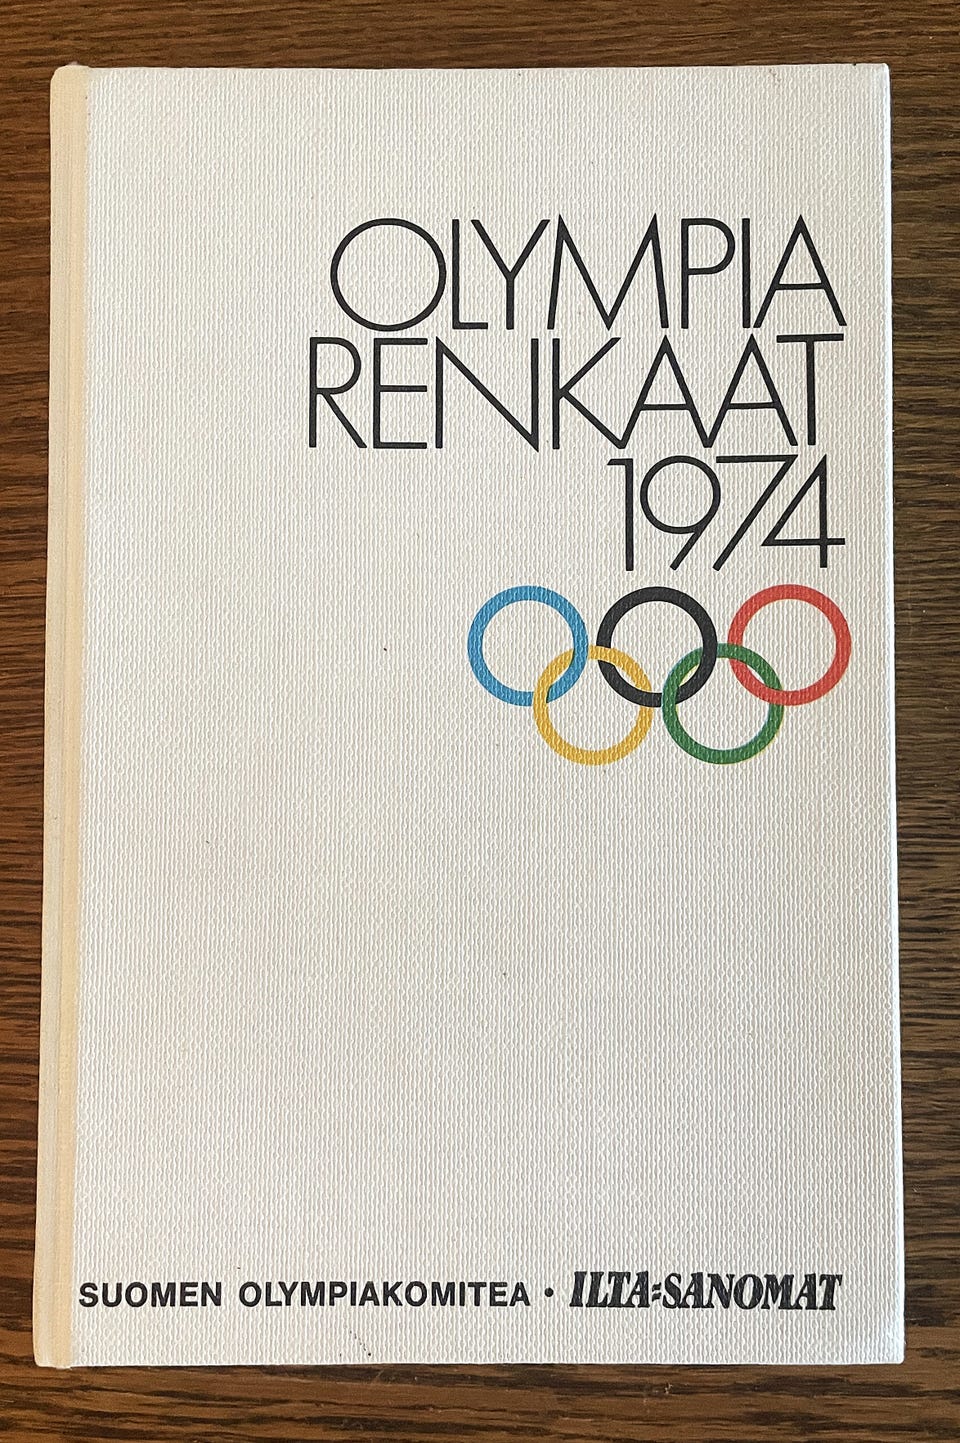 OLYMPIA
RENKAAT
1974
SUOMEN OLYMPIAKOMITEA • ILTA-SANOMAT